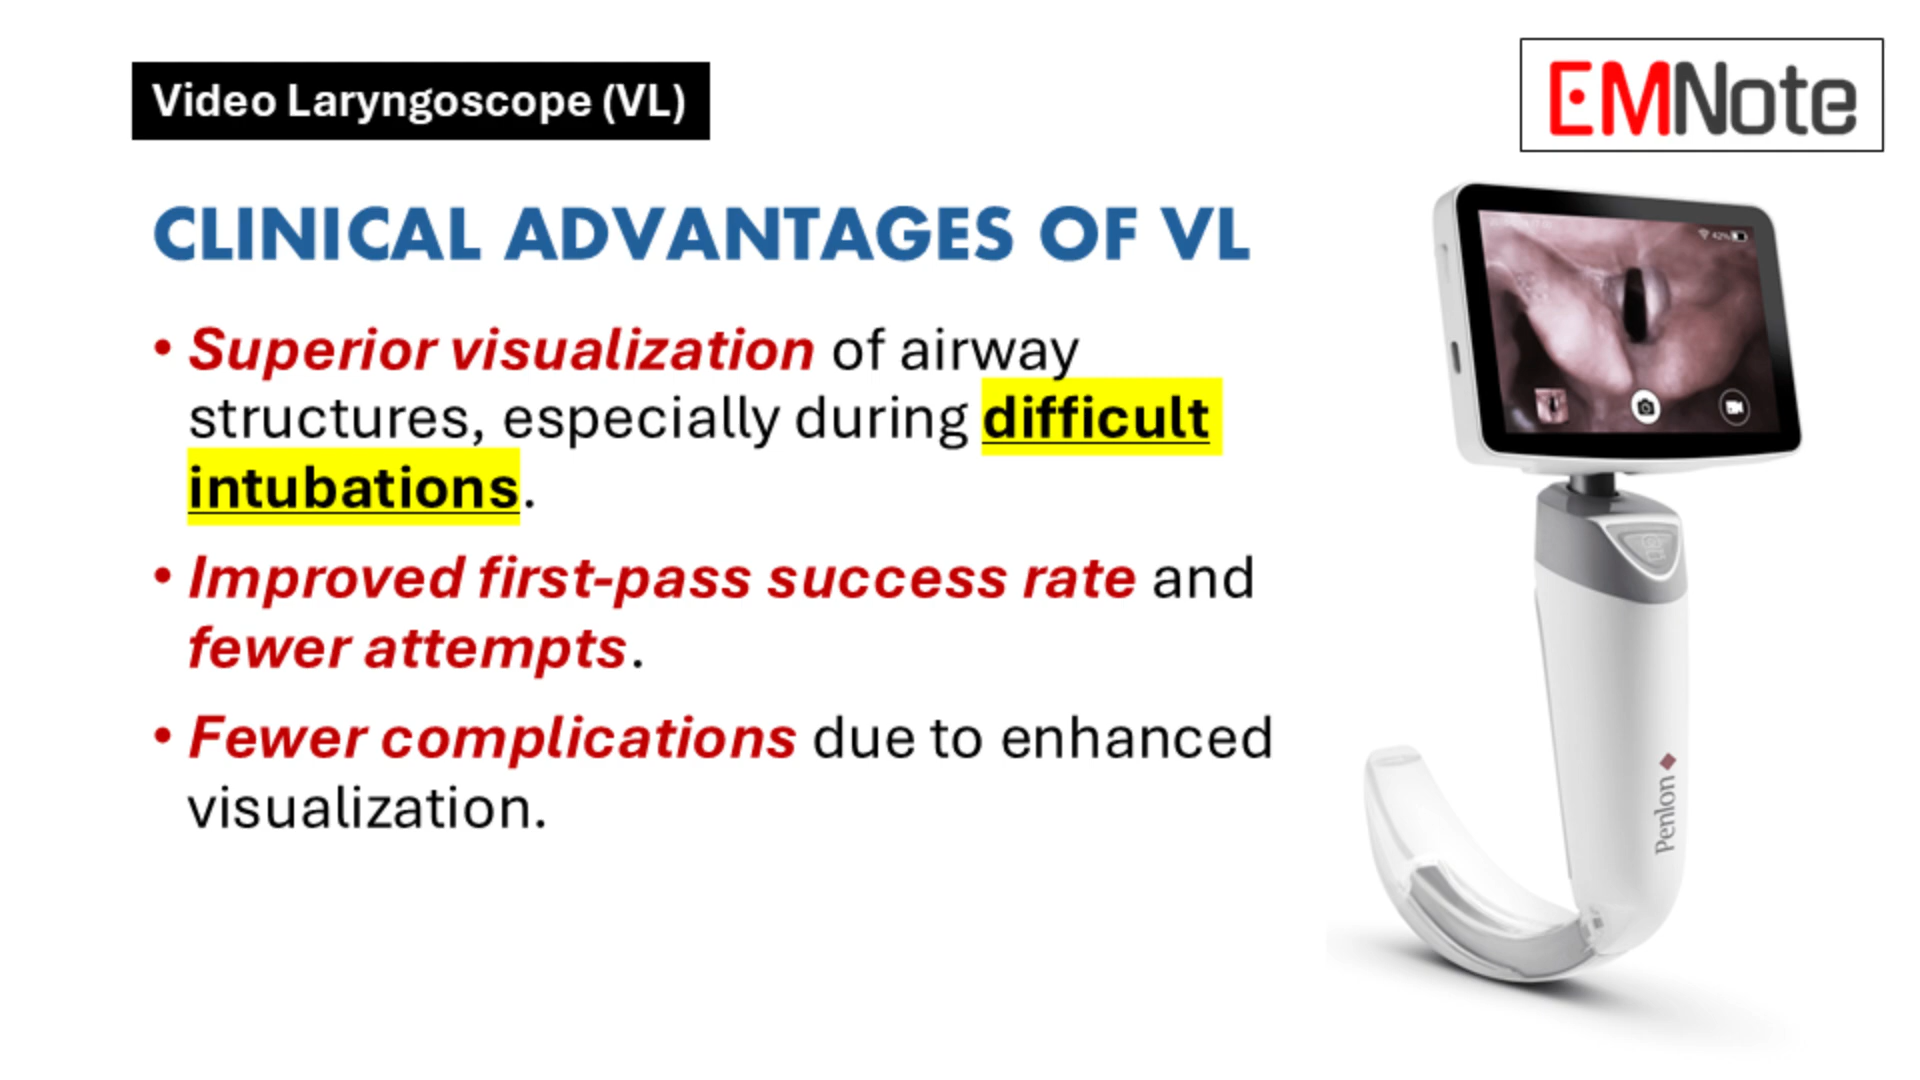 Video Laryngoscope (VL)
EMNote
CLINICAL ADVANTAGES OF VL
• Superior visualization of airway
structures, especially during difficult
intubations.
• Improved first-pass success rate and
fewer attempts.
• Fewer complications due to enhanced
visualization.
42%
Penlon